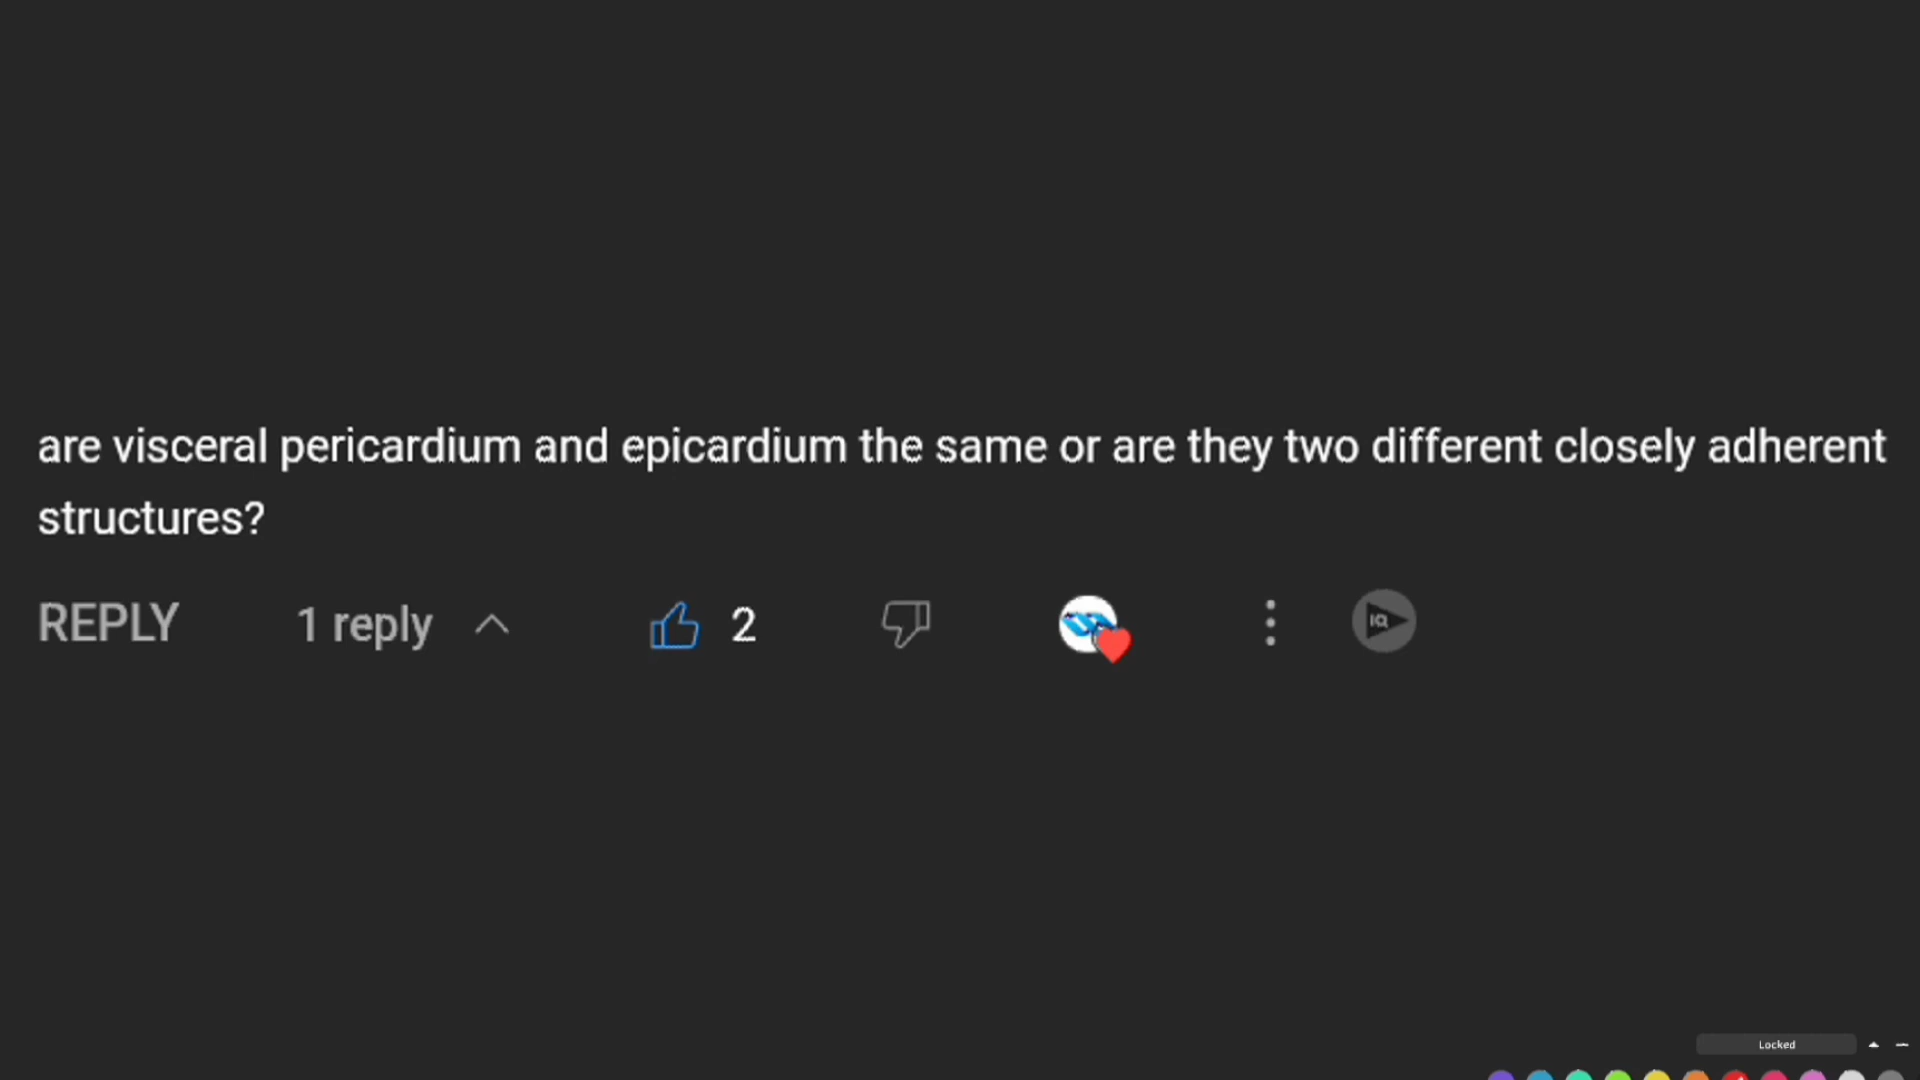 are visceral pericardium and epicardium the same or are they two different closely adherent
structures?
REPLY 1 reply 2
IQ
Locked